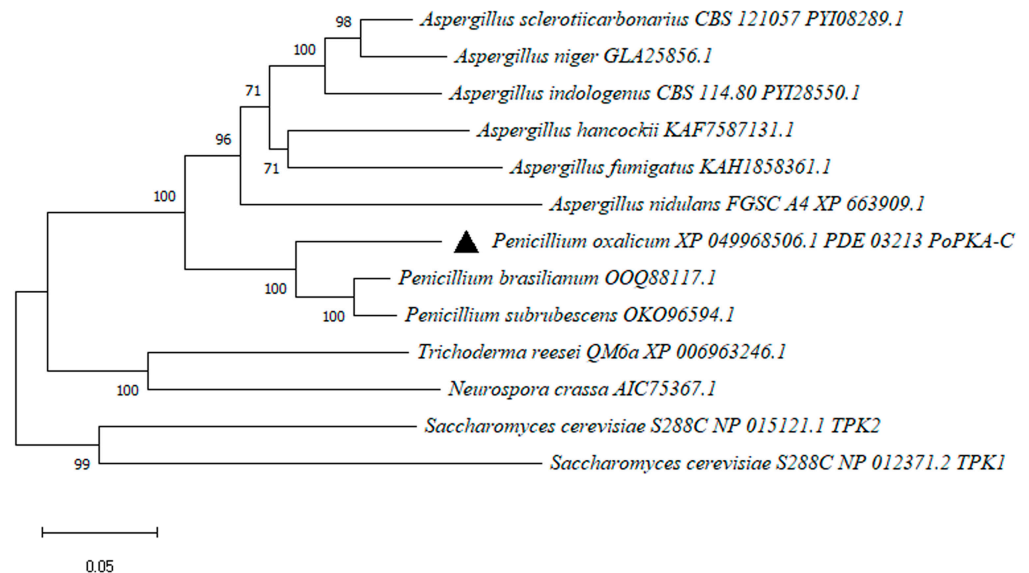 98
Aspergillus sclerotiicarbonarius CBS 121057 PYI08289.1
100
Aspergillus niger GLA25856.1
71
Aspergillus indologenus CBS 114.80 PYI28550.1
96
Aspergillus hancockii KAF7587131.1
71
Aspergillus fumigatus KAH1858361.1
100
Aspergillus nidulans FGSC A4 XP 663909.1
Penicillium oxalicum XP 049968506.1 PDE 03213 PoPKA-C
100
Penicillium brasilianum OOQ88117.1
100
Penicillium subrubescens OKO96594.1
Trichoderma reesei QM6a XP 006963246.1
100
Neurospora crassa AIC75367.1
Saccharomyces cerevisiae S288C NP 015121.1 TPK2
99
Saccharomyces cerevisiae S288C NP 012371.2 TPK1
0.05